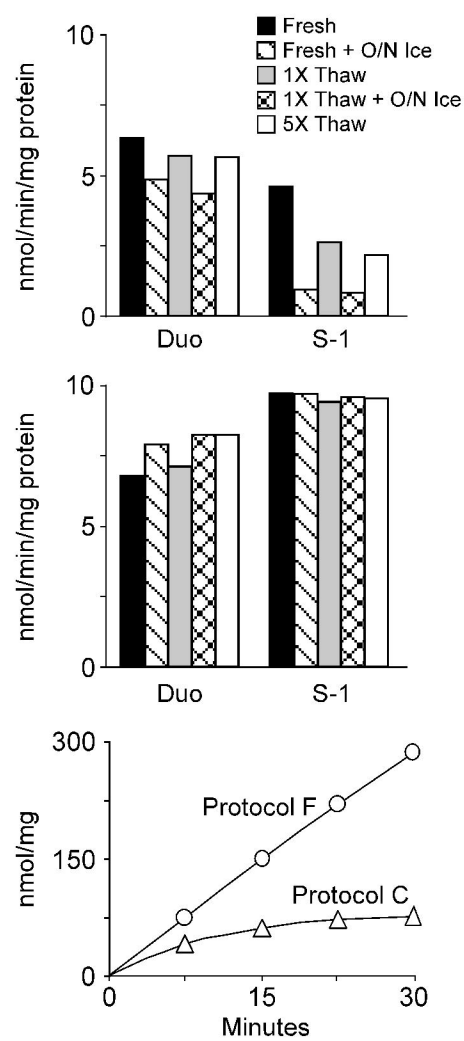 Fresh
Fresh + O/N Ice
1X Thaw
1X Thaw + O/N Ice
5X Thaw
10
5
0
nmol/min/mg protein
Duo S-1
10
5
0
nmol/min/mg protein
Duo S-1
300
150
0
nmol/mg
Protocol F
Protocol C
0 15 30
Minutes